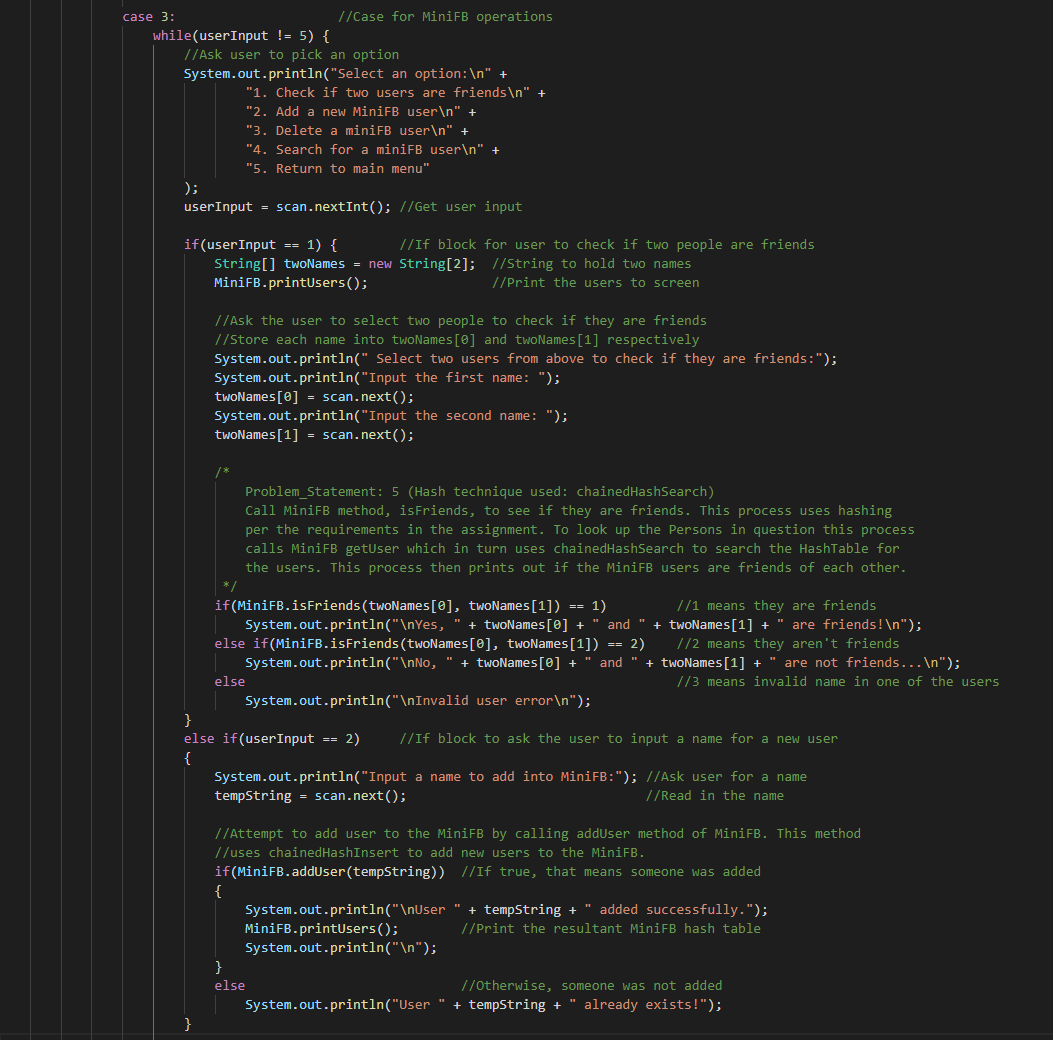 case 3: //Case for MiniFB operations
while(userInput != 5) {
//Ask user to pick an option
System.out.println("Select an option:\n" +
"1. Check if two users are friends\n" +
"2. Add a new MiniFB user\n" +
"3. Delete a miniFB user\n" +
"4. Search for a miniFB user\n" +
"5. Return to main menu"
);
userInput = scan.nextInt(); //Get user input
if(userInput == 1) { //If block for user to check if two people are friends
String[] twoNames = new String[2]; //String to hold two names
MiniFB.printUsers(); //Print the users to screen
//Ask the user to select two people to check if they are friends
//Store each name into twoNames[0] and twoNames[1] respectively
System.out.println(" Select two users from above to check if they are friends:");
System.out.println("Input the first name: ");
twoNames[0] = scan.next();
System.out.println("Input the second name: ");
twoNames[1] = scan.next();
/*
Problem_Statement: 5 (Hash technique used: chainedHashSearch)
Call MiniFB method, isFriends, to see if they are friends. This process uses hashing
per the requirements in the assignment. To look up the Persons in question this process
calls MiniFB getUser which in turn uses chainedHashSearch to search the HashTable for
the users. This process then prints out if the MiniFB users are friends of each other.
*/
if(MiniFB.isFriends(twoNames[0], twoNames[1]) == 1) //1 means they are friends
System.out.println("\nYes, " + twoNames[0] + " and " + twoNames[1] + " are friends!\n");
else if(MiniFB.isFriends(twoNames[0], twoNames[1]) == 2) //2 means they aren't friends
System.out.println("\nNo, " + twoNames[0] + " and " + twoNames[1] + " are not friends...\n");
else //3 means invalid name in one of the users
System.out.println("\nInvalid user error\n");
}
else if(userInput == 2) //If block to ask the user to input a name for a new user
{
System.out.println("Input a name to add into MiniFB:"); //Ask user for a name
tempString = scan.next(); //Read in the name
//Attempt to add user to the MiniFB by calling addUser method of MiniFB. This method
//uses chainedHashInsert to add new users to the MiniFB.
if(MiniFB.addUser(tempString)) //If true, that means someone was added
{
System.out.println("\nUser " + tempString + " added successfully.");
MiniFB.printUsers(); //Print the resultant MiniFB hash table
System.out.println("\n");
}
else //Otherwise, someone was not added
System.out.println("User " + tempString + " already exists!");
}